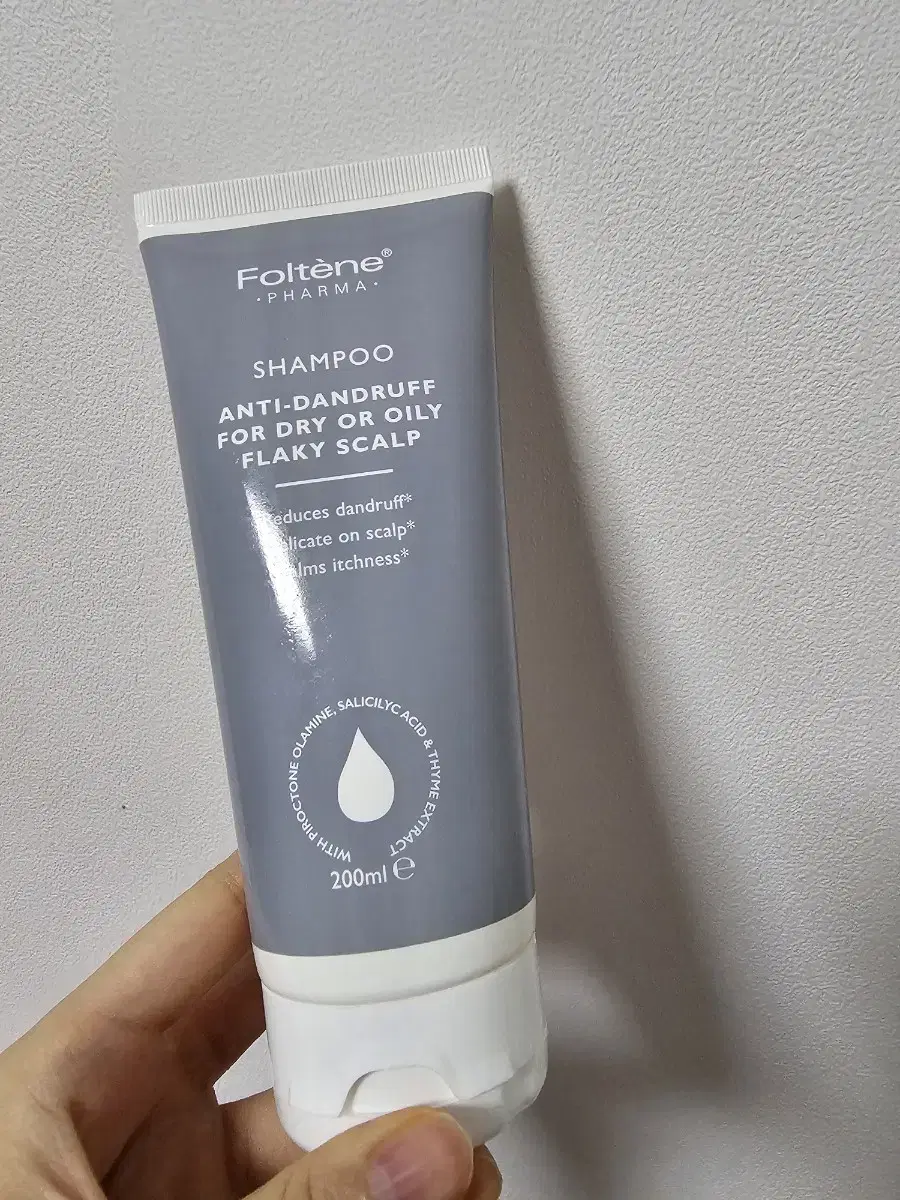 Foltène®
·PHARMA·
SHAMPOO
ANTI-DANDRUFF
FOR DRY OR OILY
FLAKY SCALP
educes dandruff*
licate on scalp*
lms itchness*
WITH PIROCTONE OLAMINE, SALICILYC ACID & THYME EXTRACT
200ml ℮